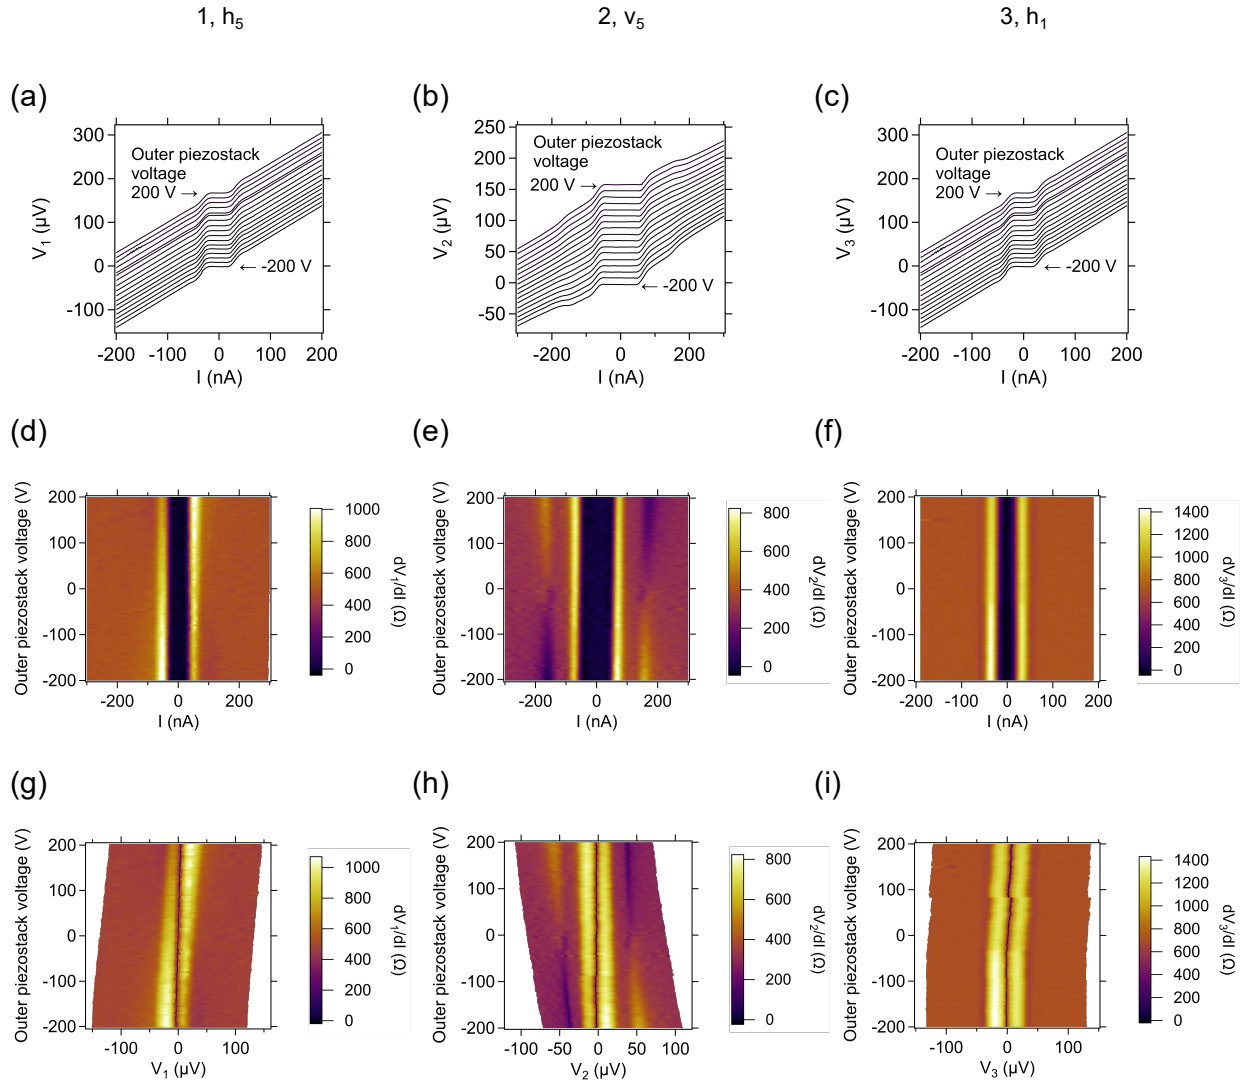 1, h5
2, v5
3, h1
(a)
(b)
(c)
300
200
100
0
-100
V1 (µV)
Outer piezostack
voltage
200 V →
← -200 V
-200
-100
0
100
200
I (nA)
250
200
150
100
50
0
-50
V2 (µV)
Outer piezostack
voltage
200 V →
← -200 V
-200
0
200
I (nA)
300
200
100
0
-100
V3 (µV)
Outer piezostack
voltage
200 V →
← -200 V
-200
-100
0
100
200
I (nA)
(d)
(e)
(f)
Outer piezostack voltage (V)
200
100
0
-100
-200
-200
0
200
I (nA)
1000
800
600
400
200
0
dV1/dI (Ω)
Outer piezostack voltage (V)
200
100
0
-100
-200
-200
0
200
I (nA)
800
600
400
200
0
dV2/dI (Ω)
Outer piezostack voltage (V)
200
100
0
-100
-200
-200
-100
0
100
200
I (nA)
1400
1200
1000
800
600
400
200
0
dV3/dI (Ω)
(g)
(h)
(i)
Outer piezostack voltage (V)
200
100
0
-100
-200
-100
0
100
V1 (µV)
1000
800
600
400
200
0
dV1/dI (Ω)
Outer piezostack voltage (V)
200
100
0
-100
-200
-100
-50
0
50
100
V2 (µV)
800
600
400
200
0
dV2/dI (Ω)
Outer piezostack voltage (V)
200
100
0
-100
-200
-100
0
100
V3 (µV)
1400
1200
1000
800
600
400
200
0
dV3/dI (Ω)